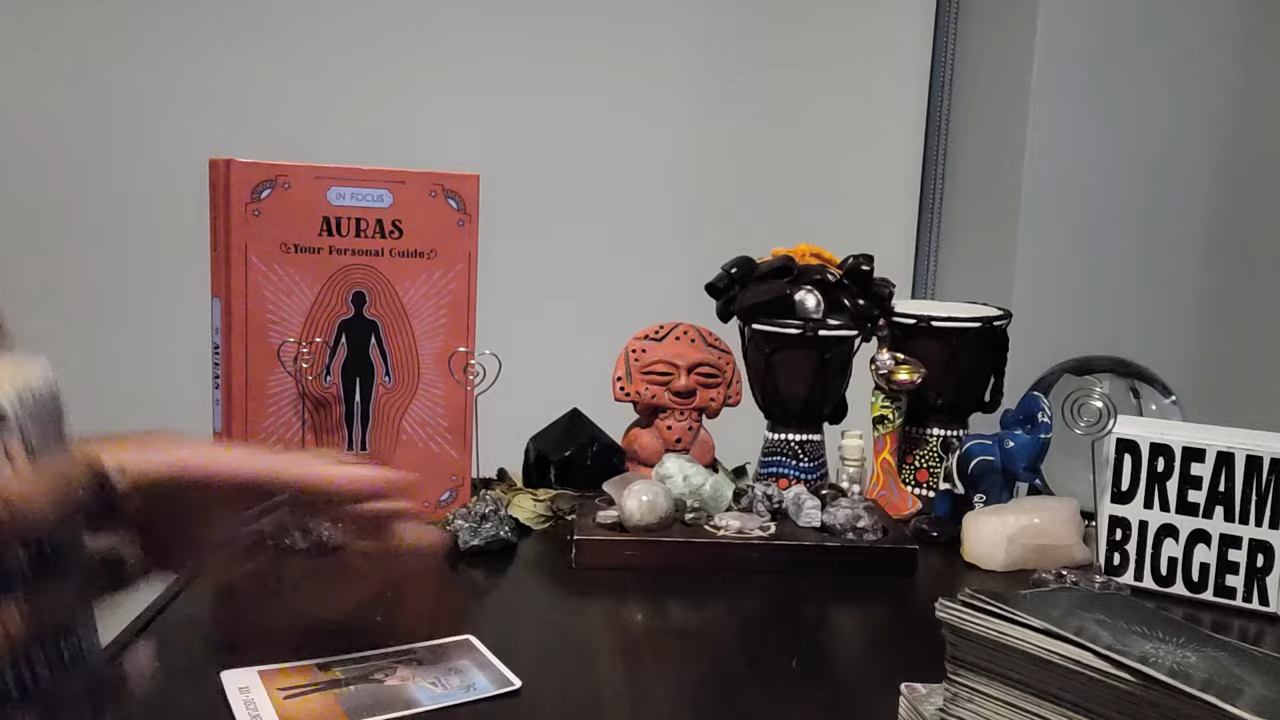 IN FOCUS
AURAS
Your Personal Guide
AURAS
DREAM
BIGGER